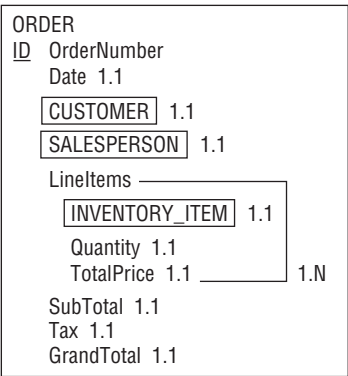 ORDER
ID OrderNumber
Date 1.1
CUSTOMER 1.1
SALESPERSON 1.1
LineItems
INVENTORY_ITEM 1.1
Quantity 1.1
TotalPrice 1.1 1.N
SubTotal 1.1
Tax 1.1
GrandTotal 1.1